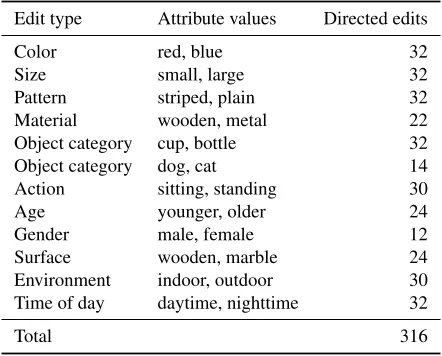 Edit type Attribute values Directed edits
Color red, blue 32
Size small, large 32
Pattern striped, plain 32
Material wooden, metal 22
Object category cup, bottle 32
Object category dog, cat 14
Action sitting, standing 30
Age younger, older 24
Gender male, female 12
Surface wooden, marble 24
Environment indoor, outdoor 30
Time of day daytime, nighttime 32
Total 316